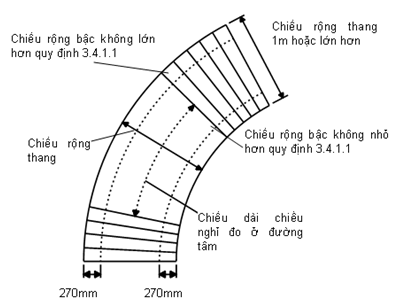 Chiều rộng thang
1m hoặc lớn hơn
Chiều rộng bậc không lớn
hơn quy định 3.4.1.1
Chiều rộng
thang
Chiều rộng bậc không nhỏ
hơn quy định 3.4.1.1
Chiều dài chiếu
nghỉ đo ở đường
tâm
270mm
270mm